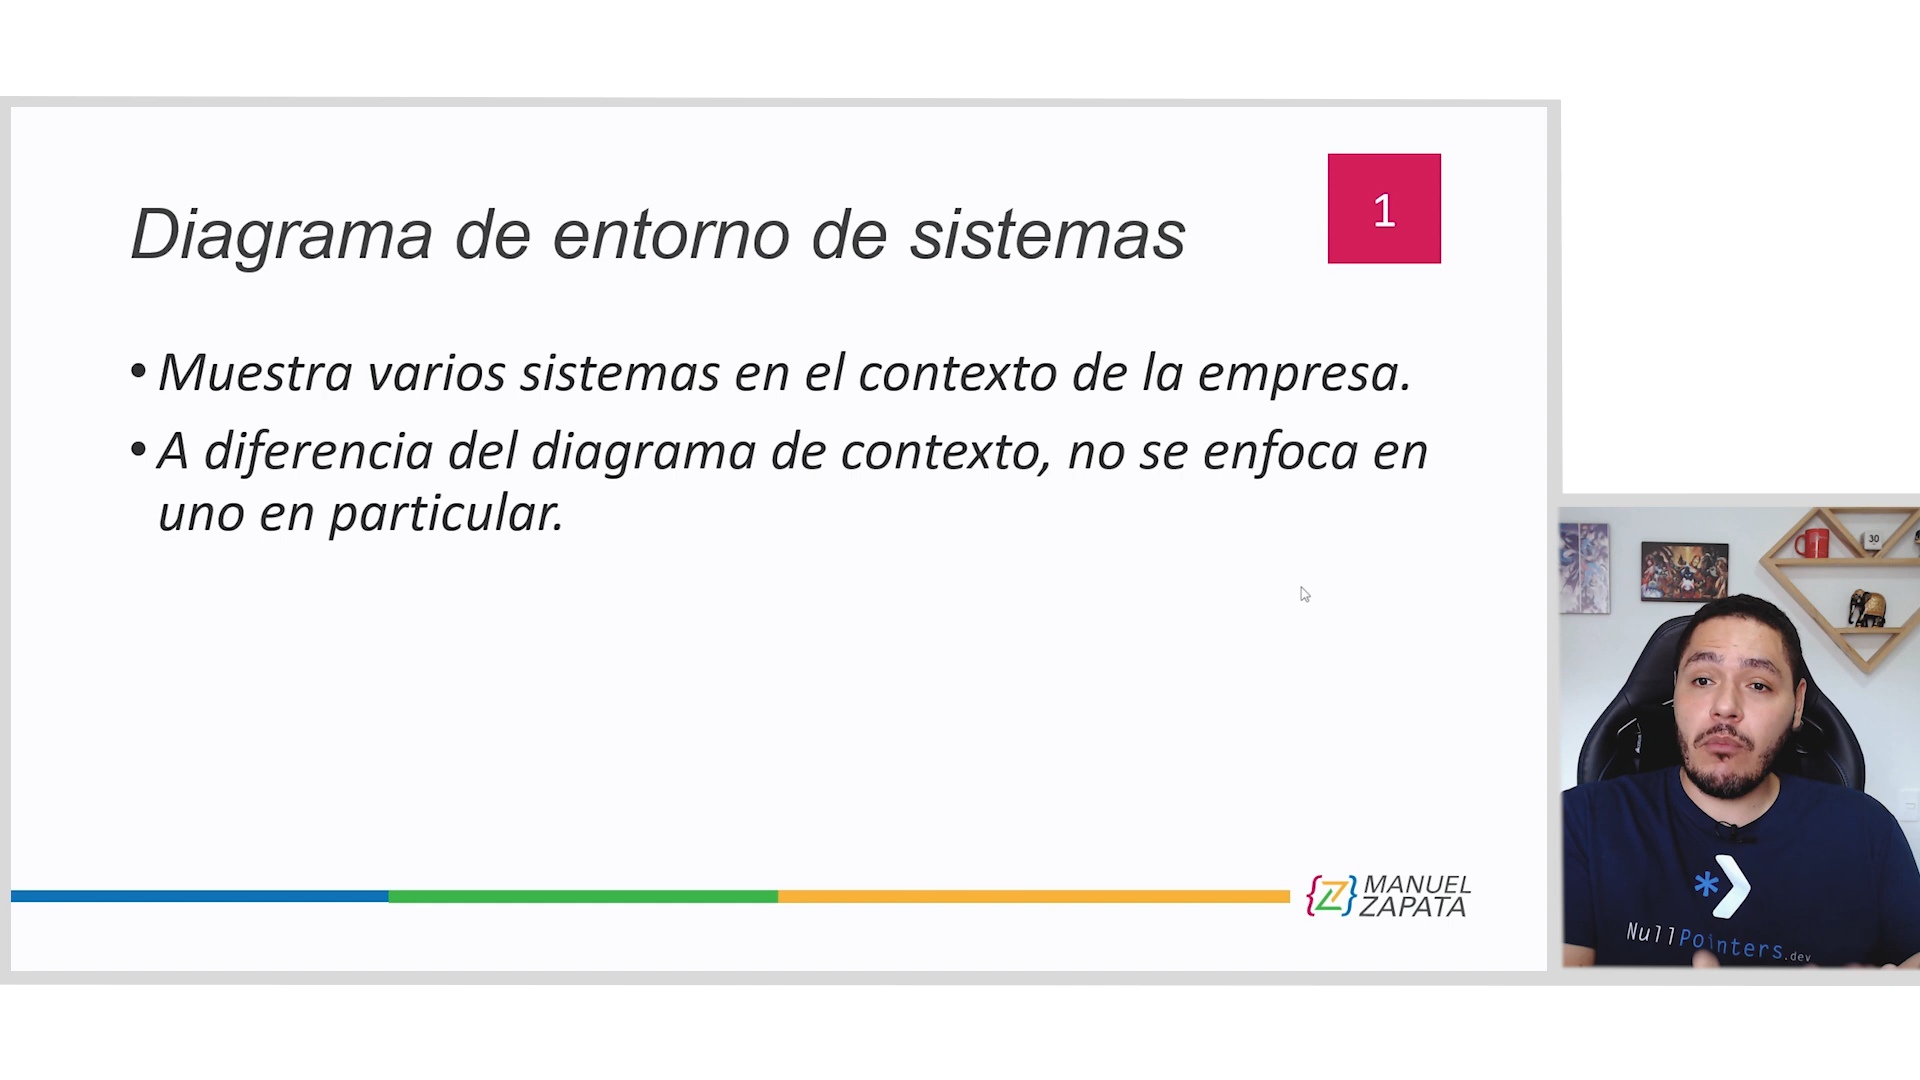 Diagrama de entorno de sistemas
1
• Muestra varios sistemas en el contexto de la empresa.
• A diferencia del diagrama de contexto, no se enfoca en
uno en particular.
MANUEL
ZAPATA
30
NullPointers.dev